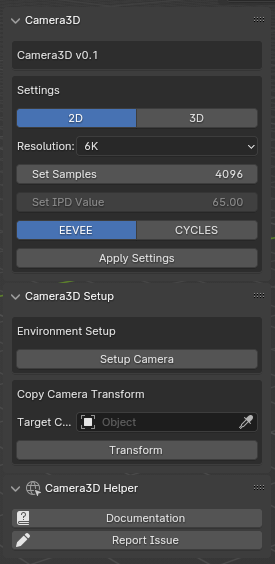 Camera3D
Camera3D v0.1
Settings
2D 3D
Resolution: 6K
Set Samples 4096
Set IPD Value 65.00
EEVEE CYCLES
Apply Settings
Camera3D Setup
Environment Setup
Setup Camera
Copy Camera Transform
Target C... Object
Transform
Camera3D Helper
Documentation
Report Issue